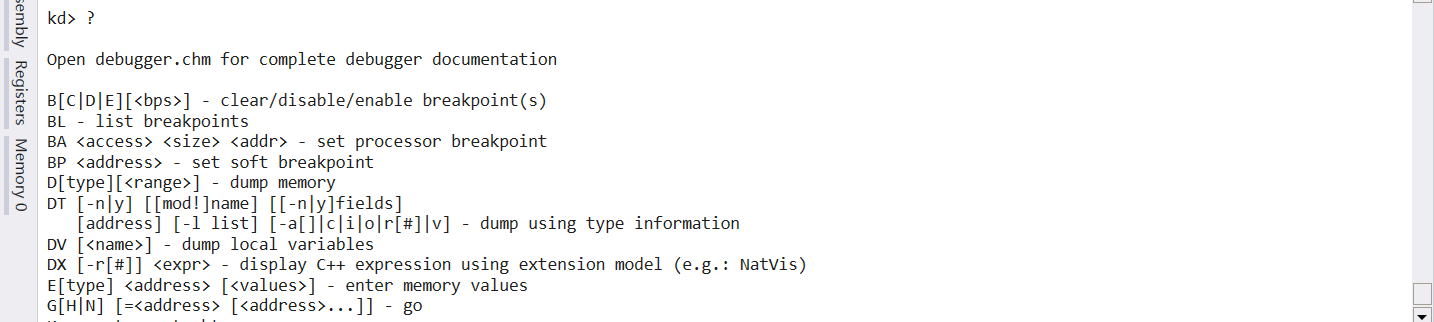 sembly
Registers
Memory 0
kd> ?
Open debugger.chm for complete debugger documentation
B[C|D|E][<bps>] - clear/disable/enable breakpoint(s)
BL - list breakpoints
BA <access> <size> <addr> - set processor breakpoint
BP <address> - set soft breakpoint
D[type][<range>] - dump memory
DT [-n|y] [[mod!]name] [[-n|y]fields]
[address] [-l list] [-a[]|c|i|o|r[#]|v] - dump using type information
DV [<name>] - dump local variables
DX [-r[#]] <expr> - display C++ expression using extension model (e.g.: NatVis)
E[type] <address> [<values>] - enter memory values
G[H|N] [=<address> [<address>...]] - go